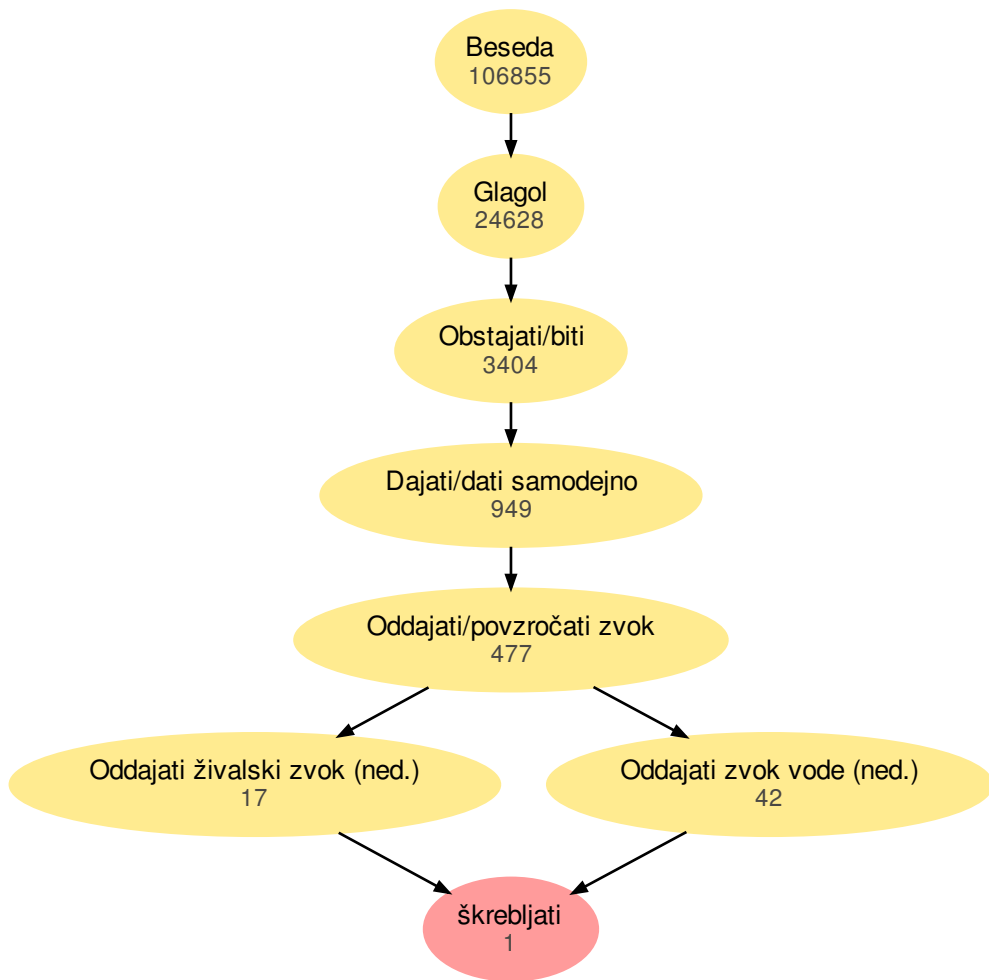 Beseda
106855
Glagol
24628
Obstajati/biti
3404
Dajati/dati samodejno
949
Oddajati/povzročati zvok
477
Oddajati živalski zvok (ned.)
17
Oddajati zvok vode (ned.)
42
škrebljati
1